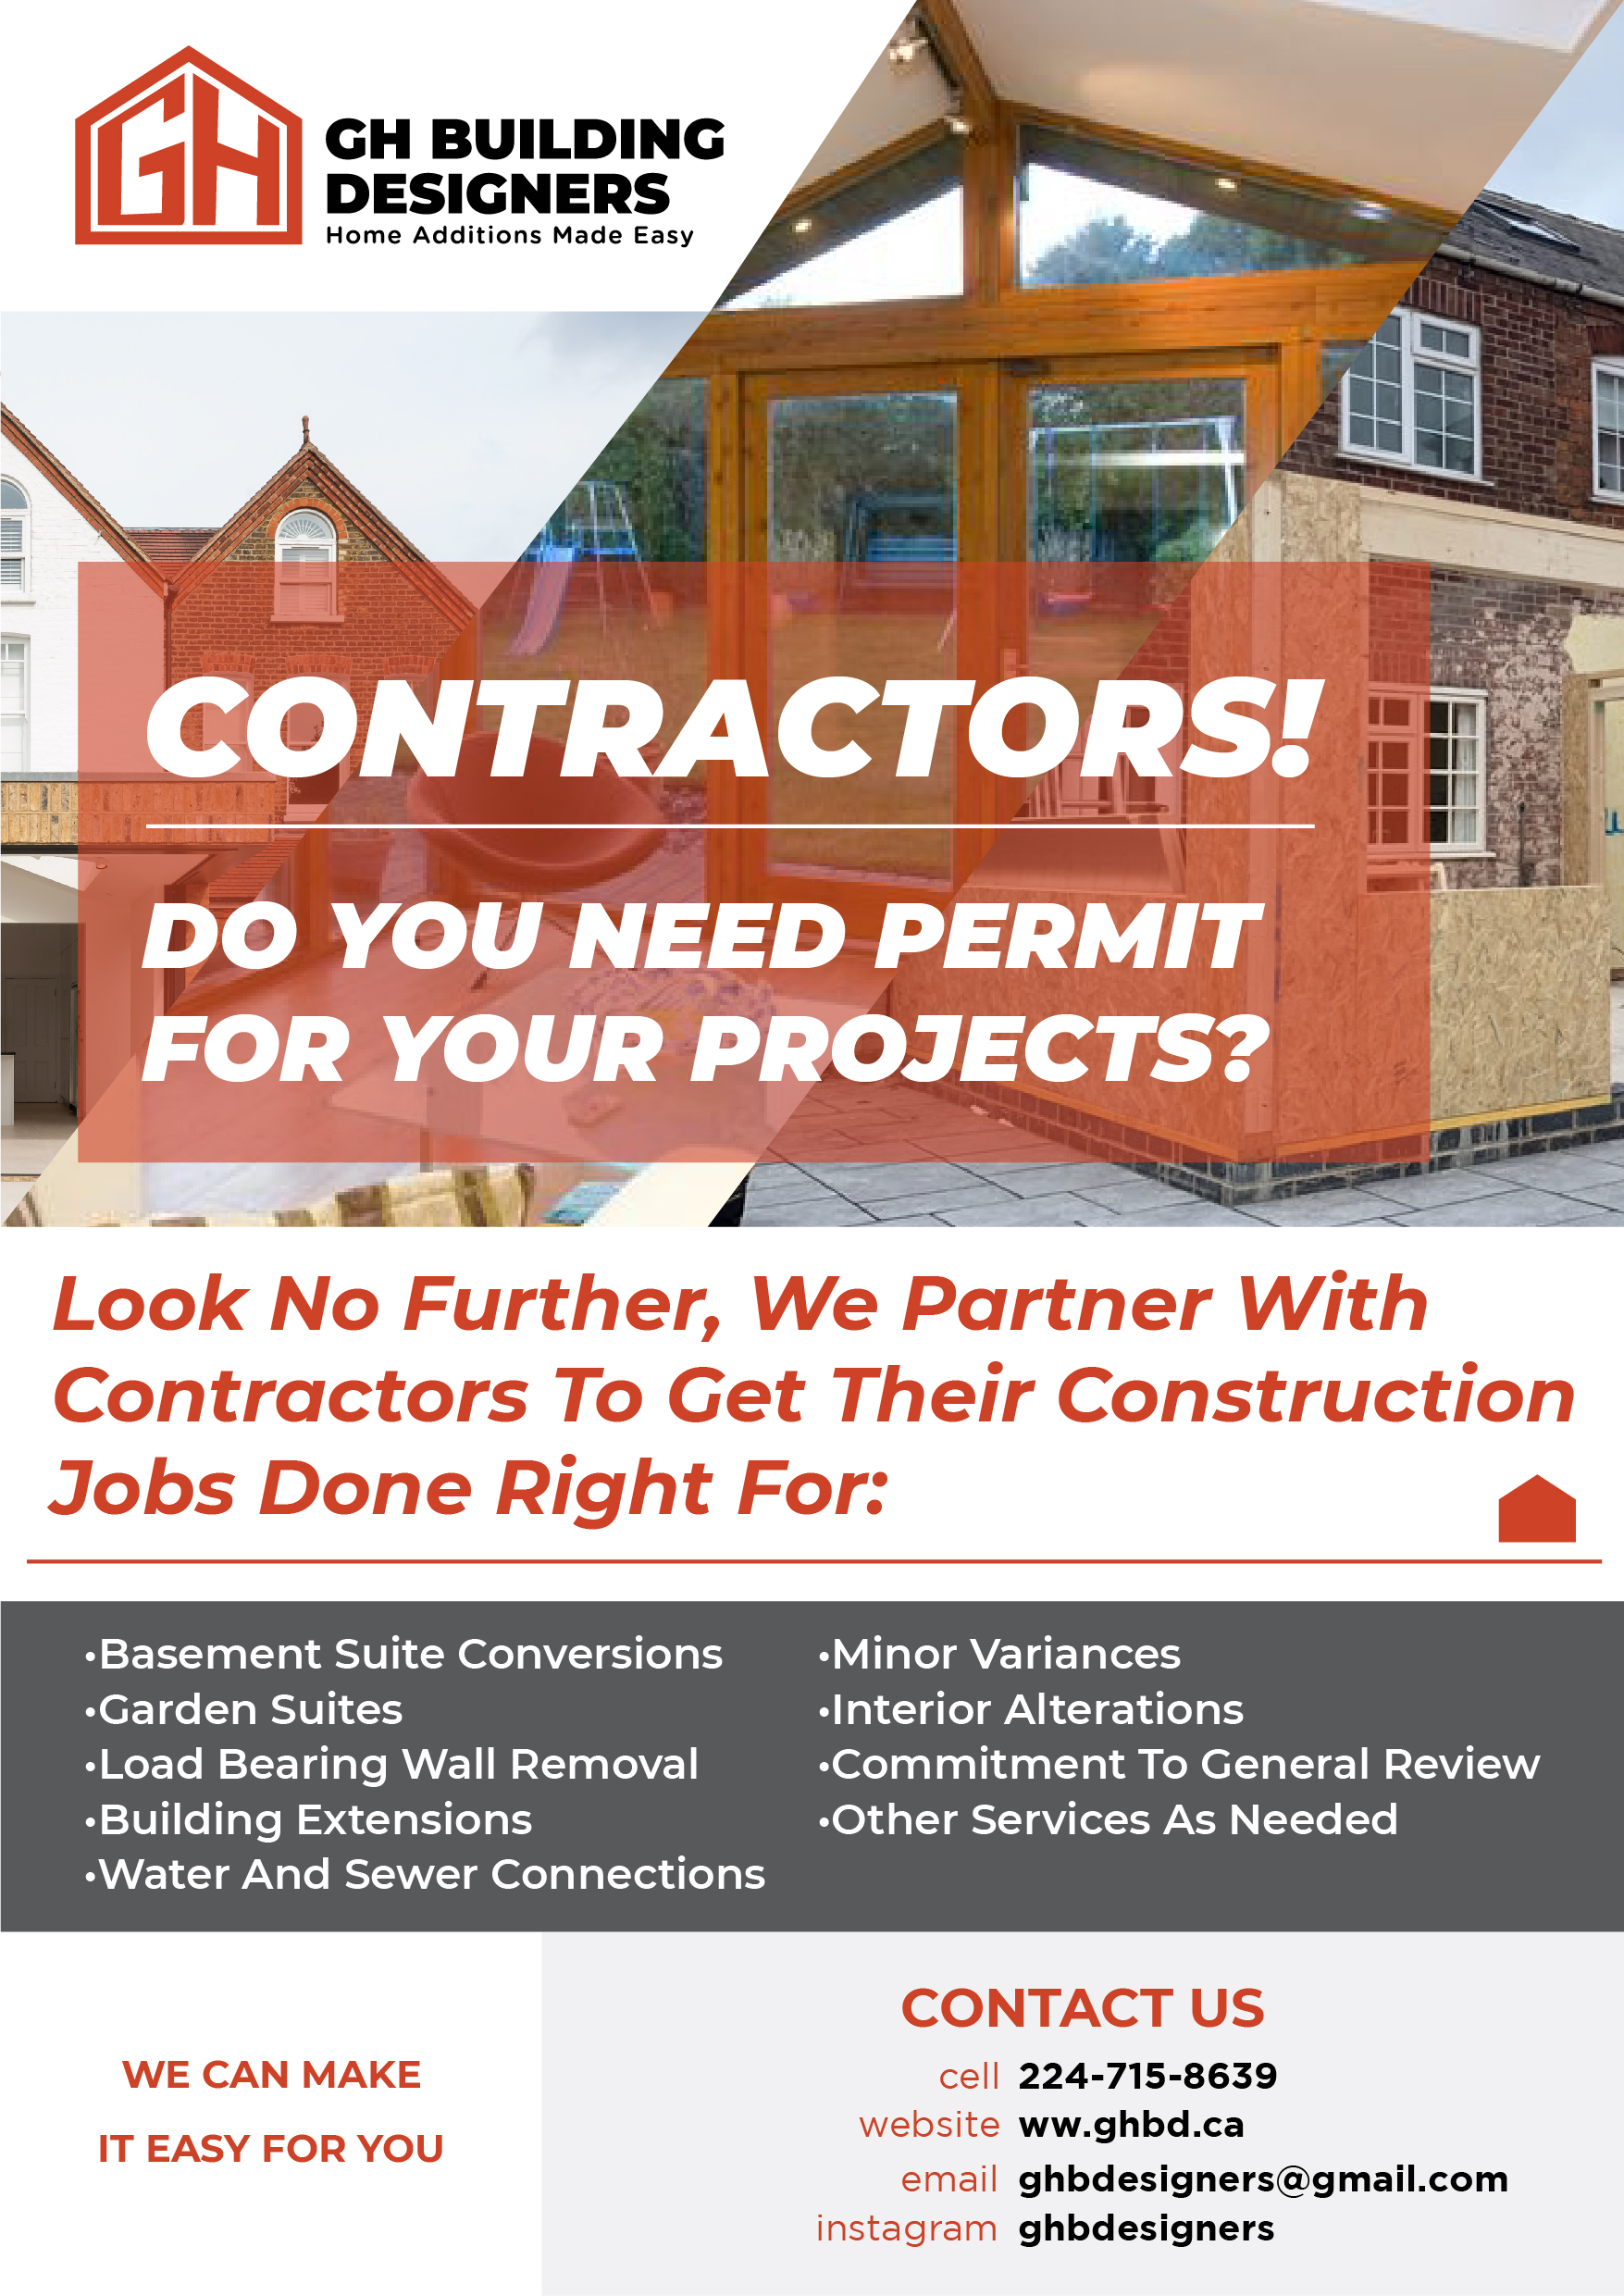 GH
GH BUILDING
DESIGNERS
Home Additions Made Easy
CONTRACTORS!
DO YOU NEED PERMIT
FOR YOUR PROJECTS?
Look No Further, We Partner With
Contractors To Get Their Construction
Jobs Done Right For:
•Basement Suite Conversions
•Garden Suites
•Load Bearing Wall Removal
•Building Extensions
•Water And Sewer Connections
•Minor Variances
•Interior Alterations
•Commitment To General Review
•Other Services As Needed
WE CAN MAKE
IT EASY FOR YOU
CONTACT US
cell 224-715-8639
website ww.ghbd.ca
email ghbdesigners@gmail.com
instagram ghbdesigners